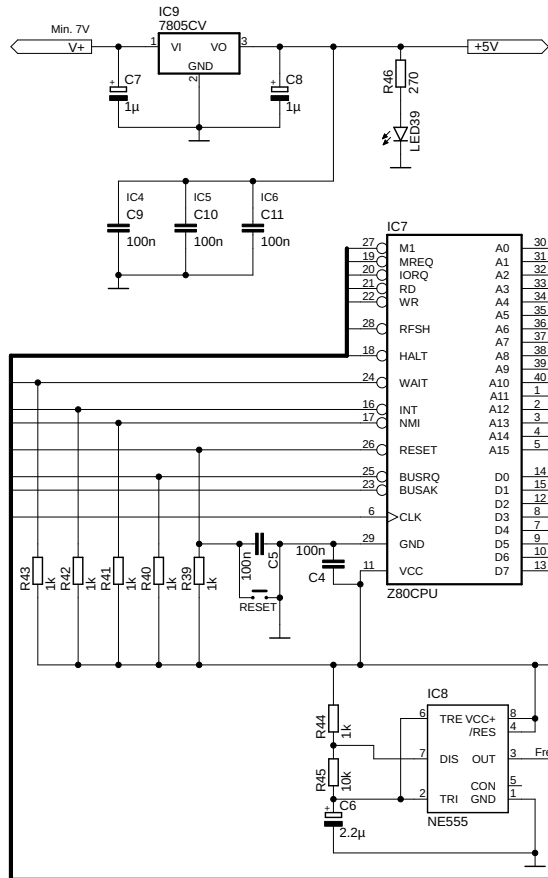 Min. 7V
V+
IC9
7805CV
1
VI
VO
3
GND
2
+5V
C7
1µ
C8
1µ
R46
270
LED39
IC4
C9
100n
IC5
C10
100n
IC6
C11
100n
IC7
27
M1
A0
30
19
MREQ
A1
31
20
IORQ
A2
32
21
RD
A3
33
22
WR
A4
34
A5
35
28
RFSH
A6
36
A7
37
18
HALT
A8
38
A9
39
24
WAIT
A10
40
A11
1
16
INT
A12
2
17
NMI
A13
3
A14
4
26
RESET
A15
5
25
BUSRQ
D0
14
23
BUSAK
D1
15
D2
12
6
CLK
D3
8
D4
7
29
GND
D5
9
D6
10
11
VCC
D7
13
Z80CPU
R43
1k
R42
1k
R41
1k
R40
1k
R39
1k
100n
C5
RESET
100n
C4
R44
1k
R45
10k
C6
2.2µ
IC8
6
TRE
VCC+
8
/RES
4
7
DIS
OUT
3
Fre
CON
5
2
TRI
GND
1
NE555